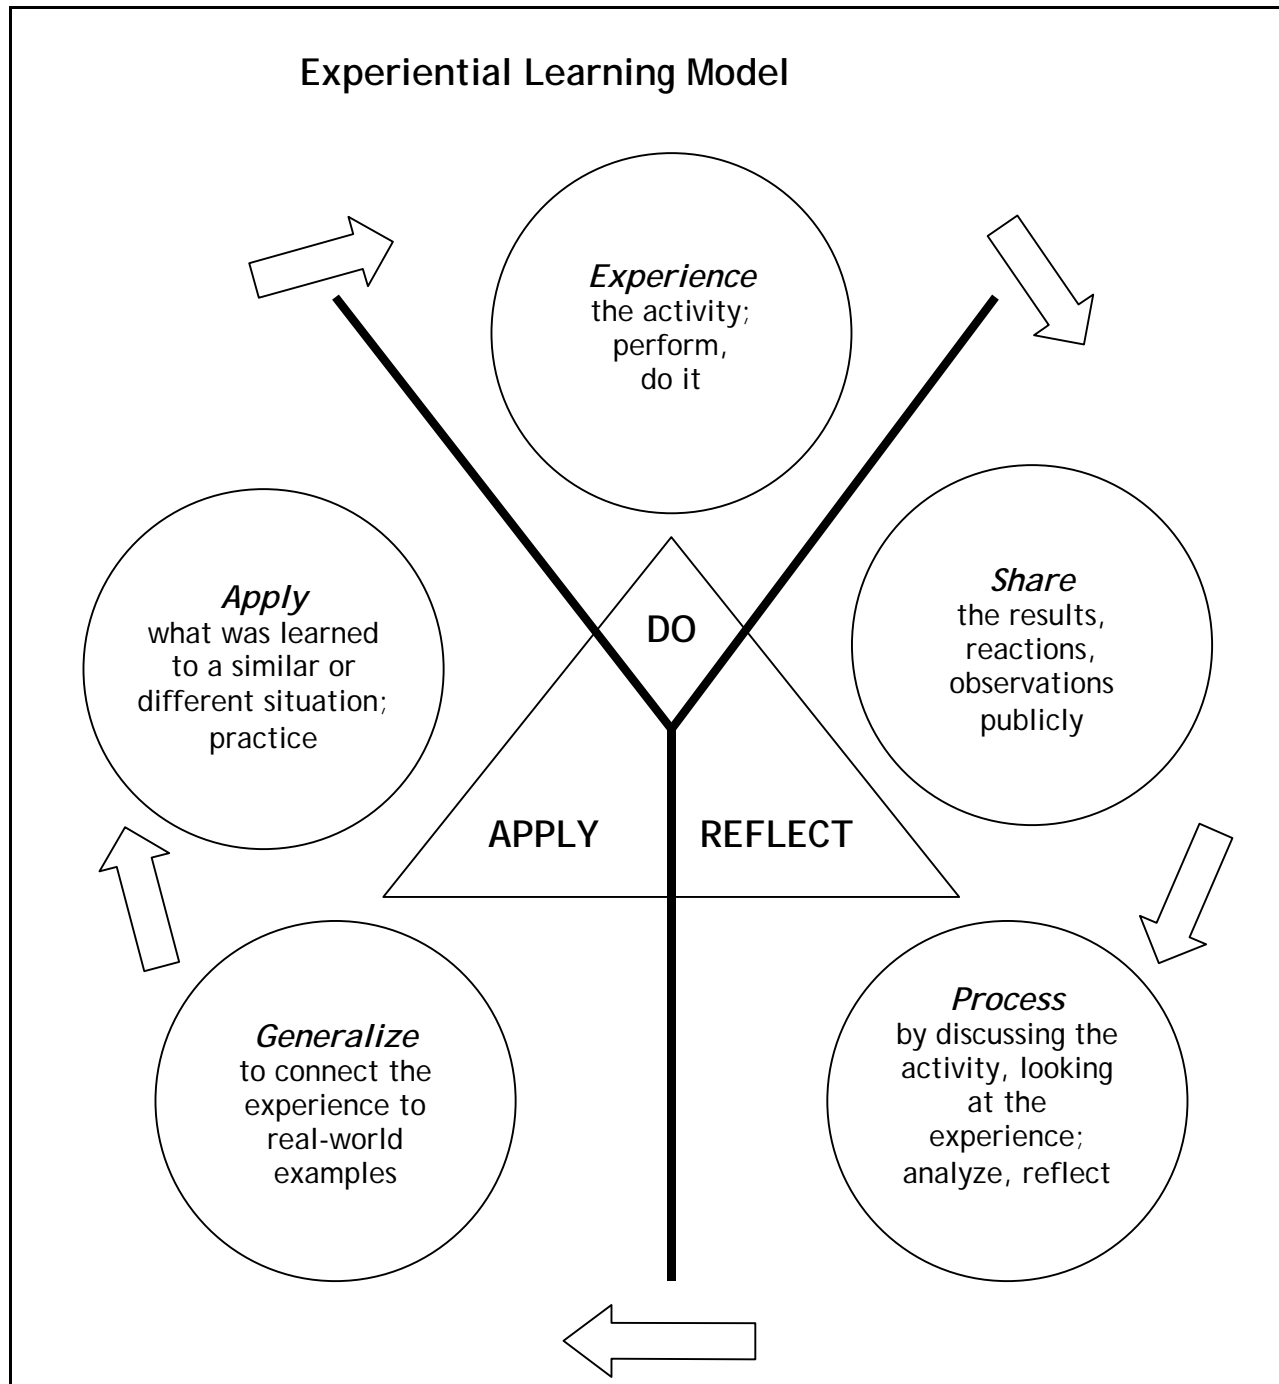 Experiential Learning Model
Experience
the activity;
perform,
do it
Share
the results,
reactions,
observations
publicly
Process
by discussing the
activity, looking
at the
experience;
analyze, reflect
Generalize
to connect the
experience to
real-world
examples
Apply
what was learned
to a similar or
different situation;
practice
DO
APPLY
REFLECT